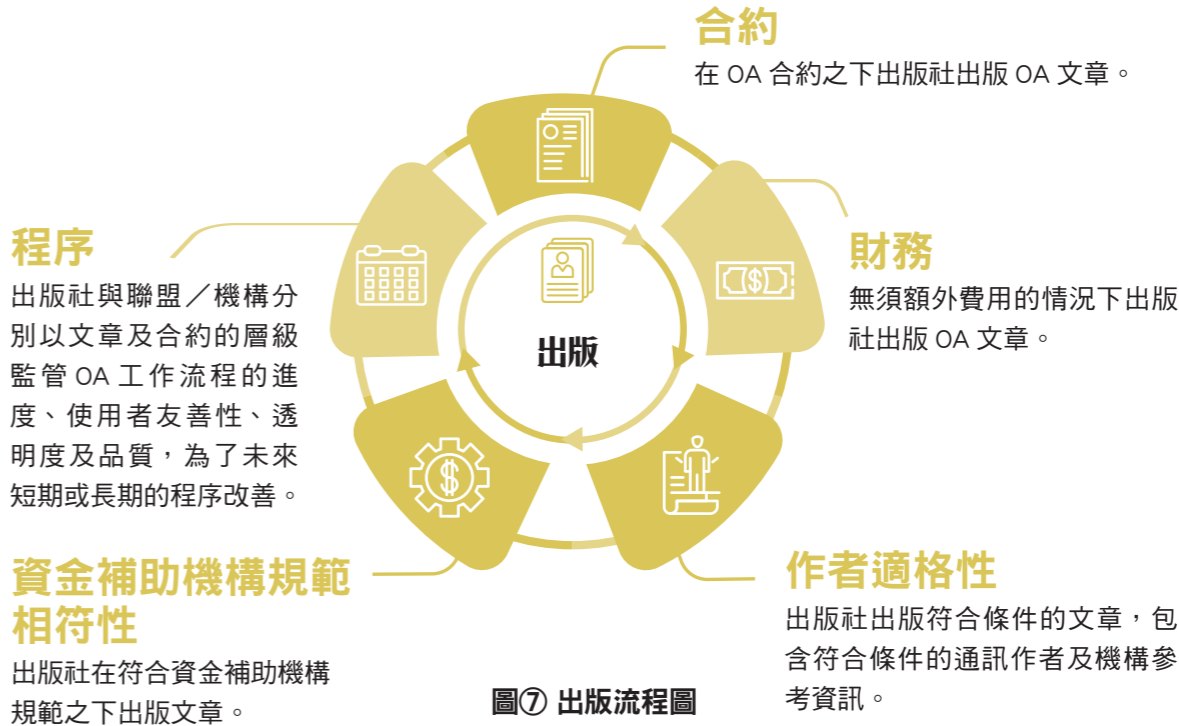 合約
在 OA 合約之下出版社出版 OA 文章。
財務
無須額外費用的情況下出版
社出版 OA 文章。
作者適格性
出版社出版符合條件的文章，包
含符合條件的通訊作者及機構參
考資訊。
資金補助機構規範
相符性
出版社在符合資金補助機構
規範之下出版文章。
程序
出版社與聯盟／機構分
別以文章及合約的層級
監管 OA 工作流程的進
度、使用者友善性、透
明度及品質，為了未來
短期或長期的程序改善。
出版
圖⑦ 出版流程圖